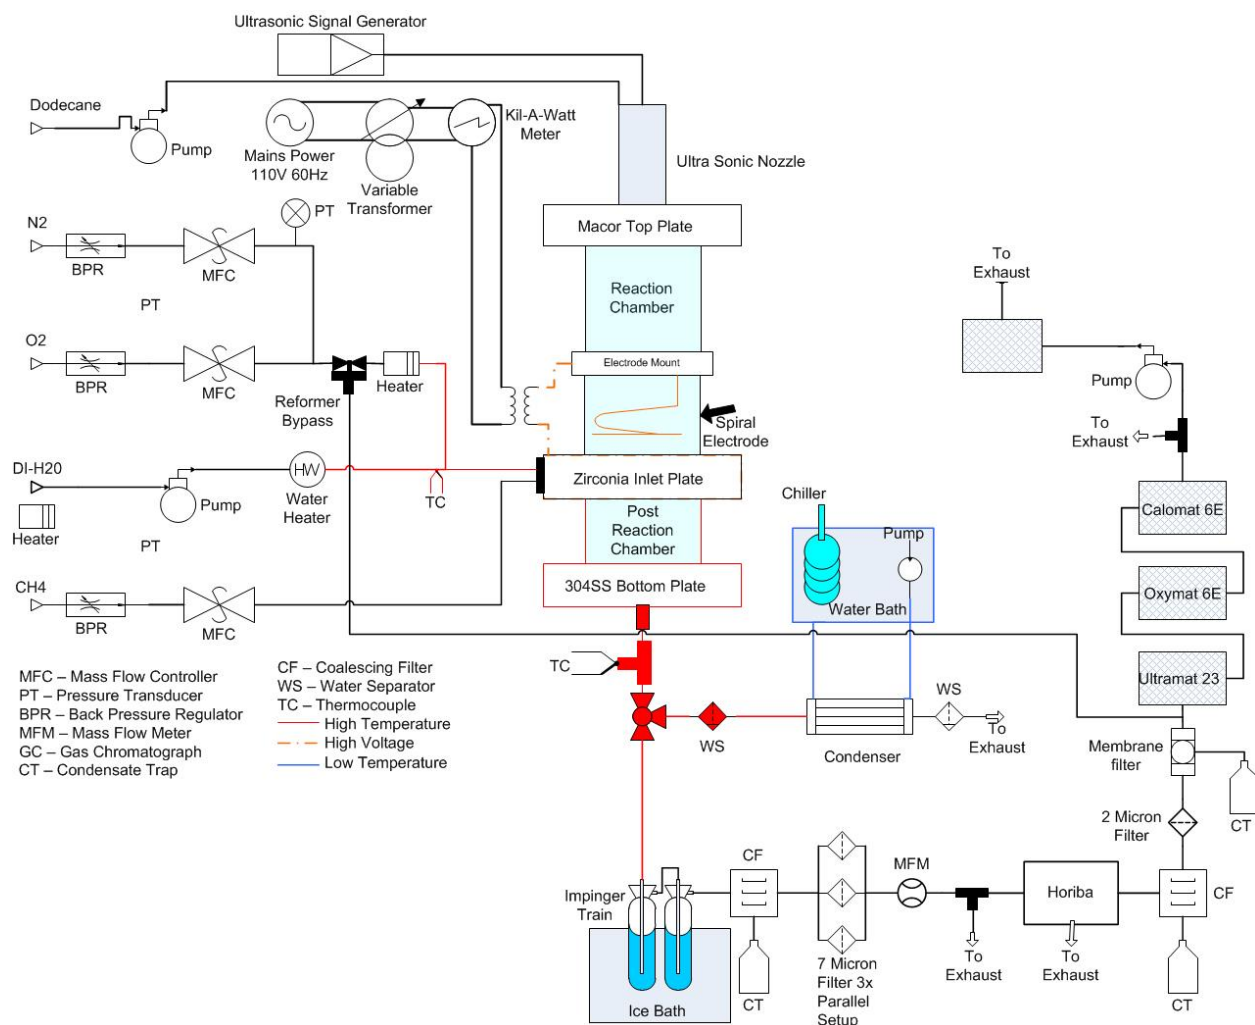 Ultrasonic Signal Generator
Dodecane
Pump
Mains Power
110V 60Hz
Variable
Transformer
Kil-A-Watt
Meter
Ultra Sonic Nozzle
N2
BPR
MFC
PT
Macor Top Plate
PT
Reaction
Chamber
To
Exhaust
O2
BPR
MFC
Reformer
Bypass
Heater
Electrode Mount
Spiral
Electrode
Pump
To
Exhaust
DI-H20
Heater
Pump
PT
HW
Water
Heater
TC
Zirconia Inlet Plate
Post
Reaction
Chamber
304SS Bottom Plate
Chiller
Pump
Water Bath
Calomat 6E
Oxymat 6E
Ultramat 23
CH4
BPR
MFC
MFC – Mass Flow Controller
PT – Pressure Transducer
BPR – Back Pressure Regulator
MFM – Mass Flow Meter
GC – Gas Chromatograph
CT – Condensate Trap
CF – Coalescing Filter
WS – Water Separator
TC – Thermocouple
High Temperature
High Voltage
Low Temperature
TC
WS
Condenser
WS
To
Exhaust
Membrane
filter
CT
2 Micron
Filter
Impinger
Train
Ice Bath
CF
CT
7 Micron
Filter 3x
Parallel
Setup
MFM
To
Exhaust
Horiba
To
Exhaust
CF
CT